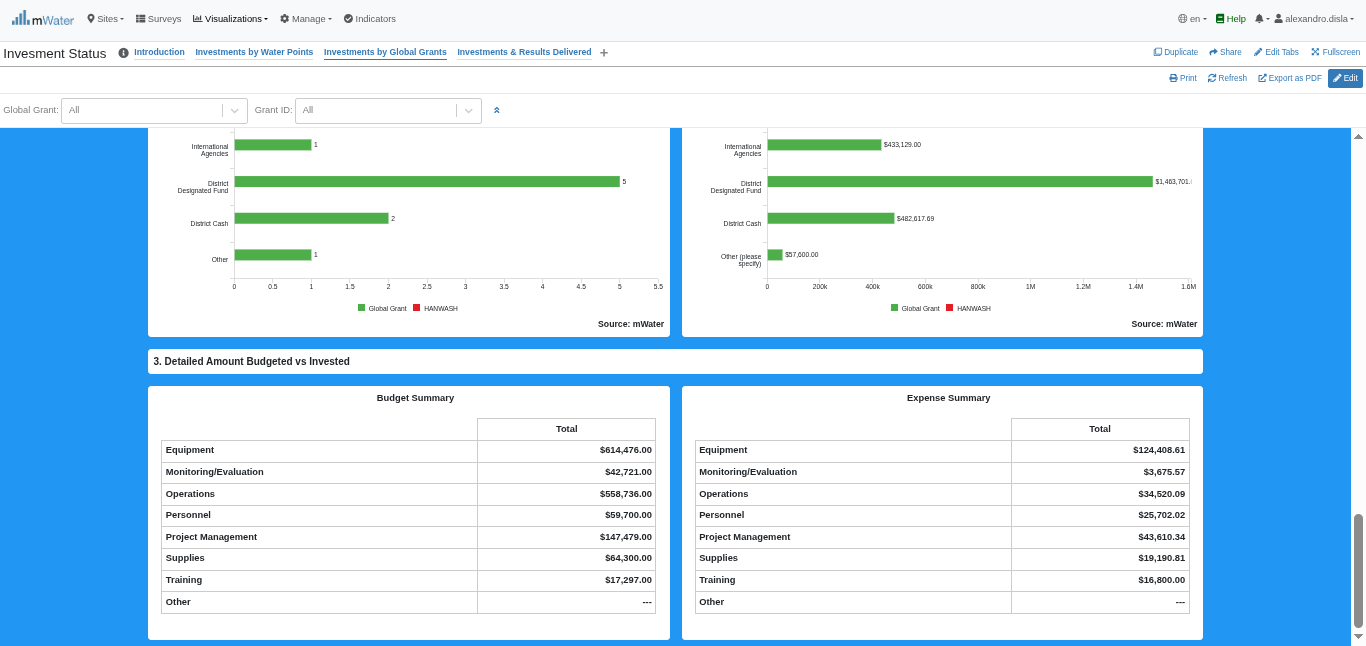 mWater Sites Surveys Visualizations Manage Indicators en Help alexandro.disla
Invesment Status Introduction Investments by Water Points Investments by Global Grants Investments & Results Delivered + Duplicate Share Edit Tabs Fullscreen
Print Refresh Export as PDF Edit
Global Grant: All Grant ID: All
International
Agencies
1
District
Designated Fund
5
District Cash
2
Other
1
0 0.5 1 1.5 2 2.5 3 3.5 4 4.5 5 5.5
Global Grant HANWASH
Source: mWater
International
Agencies
$433,129.00
District
Designated Fund
$1,463,701.
District Cash
$482,617.69
Other (please
specify)
$57,600.00
0 200k 400k 600k 800k 1M 1.2M 1.4M 1.6M
Global Grant HANWASH
Source: mWater
3. Detailed Amount Budgeted vs Invested
Budget Summary
Total
Equipment $614,476.00
Monitoring/Evaluation $42,721.00
Operations $558,736.00
Personnel $59,700.00
Project Management $147,479.00
Supplies $64,300.00
Training $17,297.00
Other ---
Expense Summary
Total
Equipment $124,408.61
Monitoring/Evaluation $3,675.57
Operations $34,520.09
Personnel $25,702.02
Project Management $43,610.34
Supplies $19,190.81
Training $16,800.00
Other ---